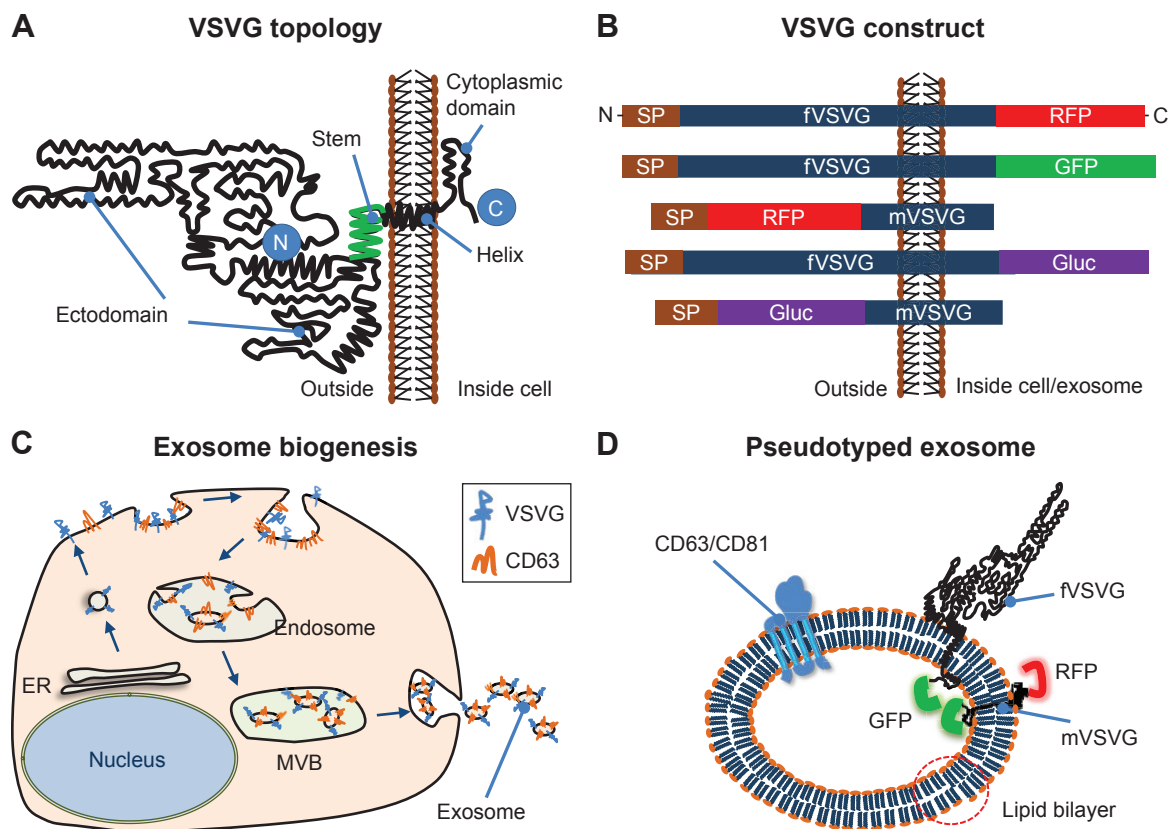 A
VSVG topology
Cytoplasmic
domain
Stem
C
N
Helix
Ectodomain
Outside
Inside cell
B
VSVG construct
N
SP
fVSVG
RFP
C
SP
fVSVG
GFP
SP
RFP
mVSVG
SP
fVSVG
Gluc
SP
Gluc
mVSVG
Outside
Inside cell/exosome
C
Exosome biogenesis
VSVG
CD63
Endosome
ER
Nucleus
MVB
Exosome
D
Pseudotyped exosome
CD63/CD81
fVSVG
RFP
GFP
mVSVG
Lipid bilayer